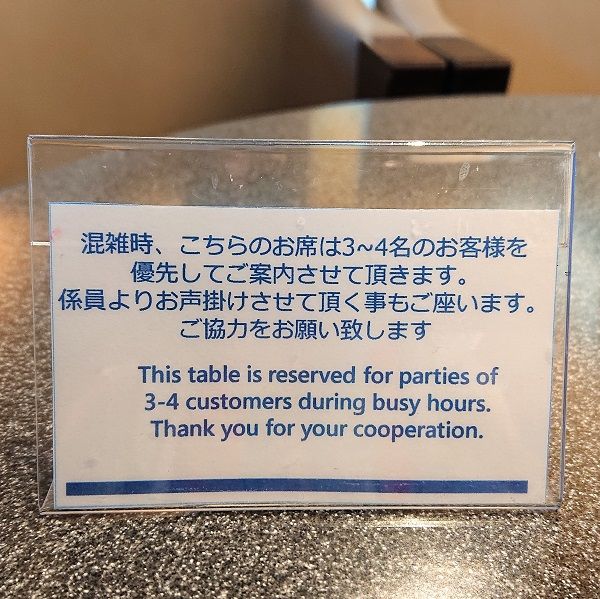 混雑時、こちらのお席は3~4名のお客様を
優先してご案内させて頂きます。
係員よりお声掛けさせて頂く事もご座います。
ご協力をお願い致します
This table is reserved for parties of
3-4 customers during busy hours.
Thank you for your cooperation.